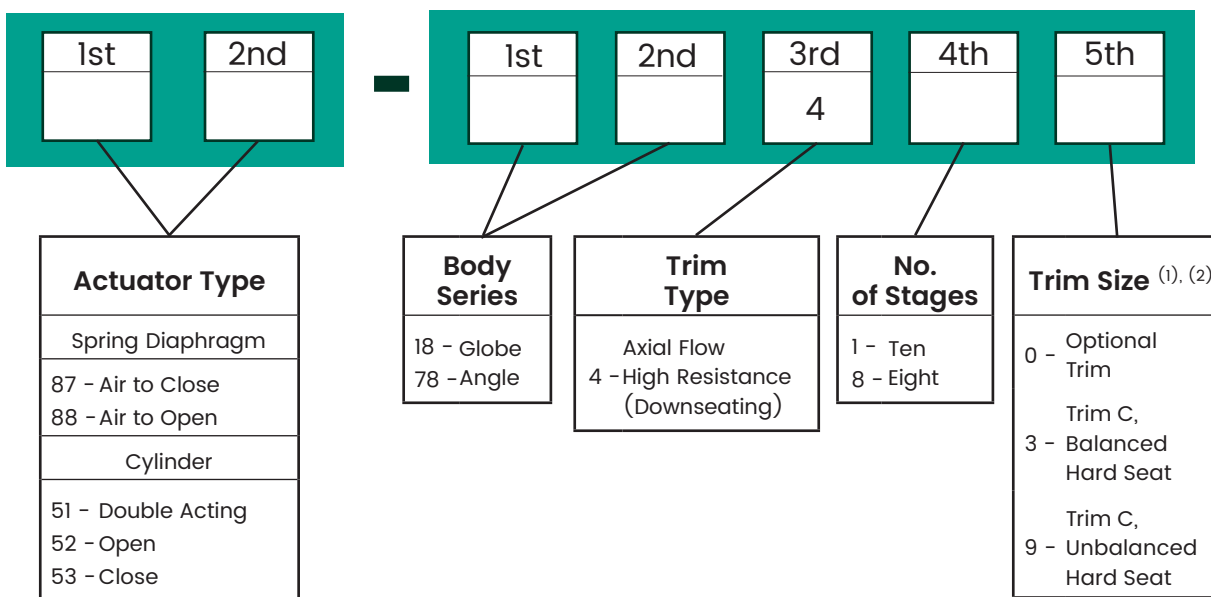 1st 2nd - 1st 2nd 3rd 4th 5th
4
Actuator Type
Spring Diaphragm
87 - Air to Close
88 - Air to Open
Cylinder
51 - Double Acting
52 - Open
53 - Close
Body
Series
18 - Globe
78 - Angle
Trim
Type
Axial Flow
4 - High Resistance
(Downseating)
No.
of Stages
1 - Ten
8 - Eight
Trim Size (1), (2)
0 - Optional
Trim
Trim C,
3 - Balanced
Hard Seat
Trim C,
9 - Unbalanced
Hard Seat